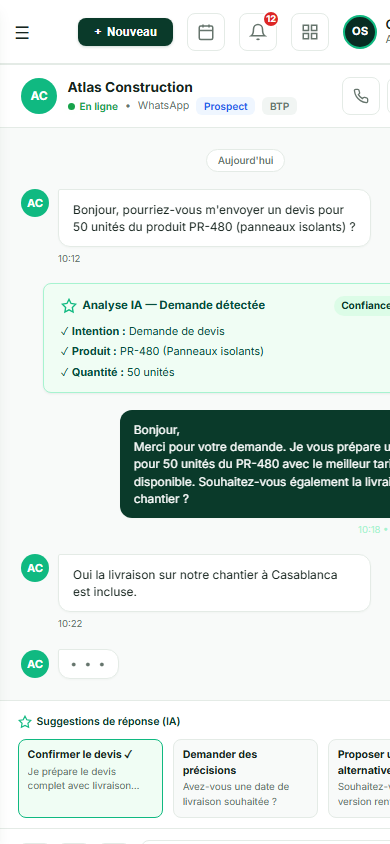 + Nouveau
12
OS
AC
Atlas Construction
En ligne • WhatsApp Prospect BTP
Aujourd'hui
AC
Bonjour, pourriez-vous m'envoyer un devis pour
50 unités du produit PR-480 (panneaux isolants) ?
10:12
Analyse IA — Demande détectée
Confiance
✓ Intention : Demande de devis
✓ Produit : PR-480 (Panneaux isolants)
✓ Quantité : 50 unités
Bonjour,
Merci pour votre demande. Je vous prépare
pour 50 unités du PR-480 avec le meilleur
disponible. Souhaitez-vous également la
chantier ?
10:18 •
AC
Oui la livraison sur notre chantier à Casablanca
est incluse.
10:22
AC
• • •
Suggestions de réponse (IA)
Confirmer le devis ✓
Je prépare le devis
complet avec livraison...
Demander des
précisions
Avez-vous une date de
livraison souhaitée ?
Proposer
version